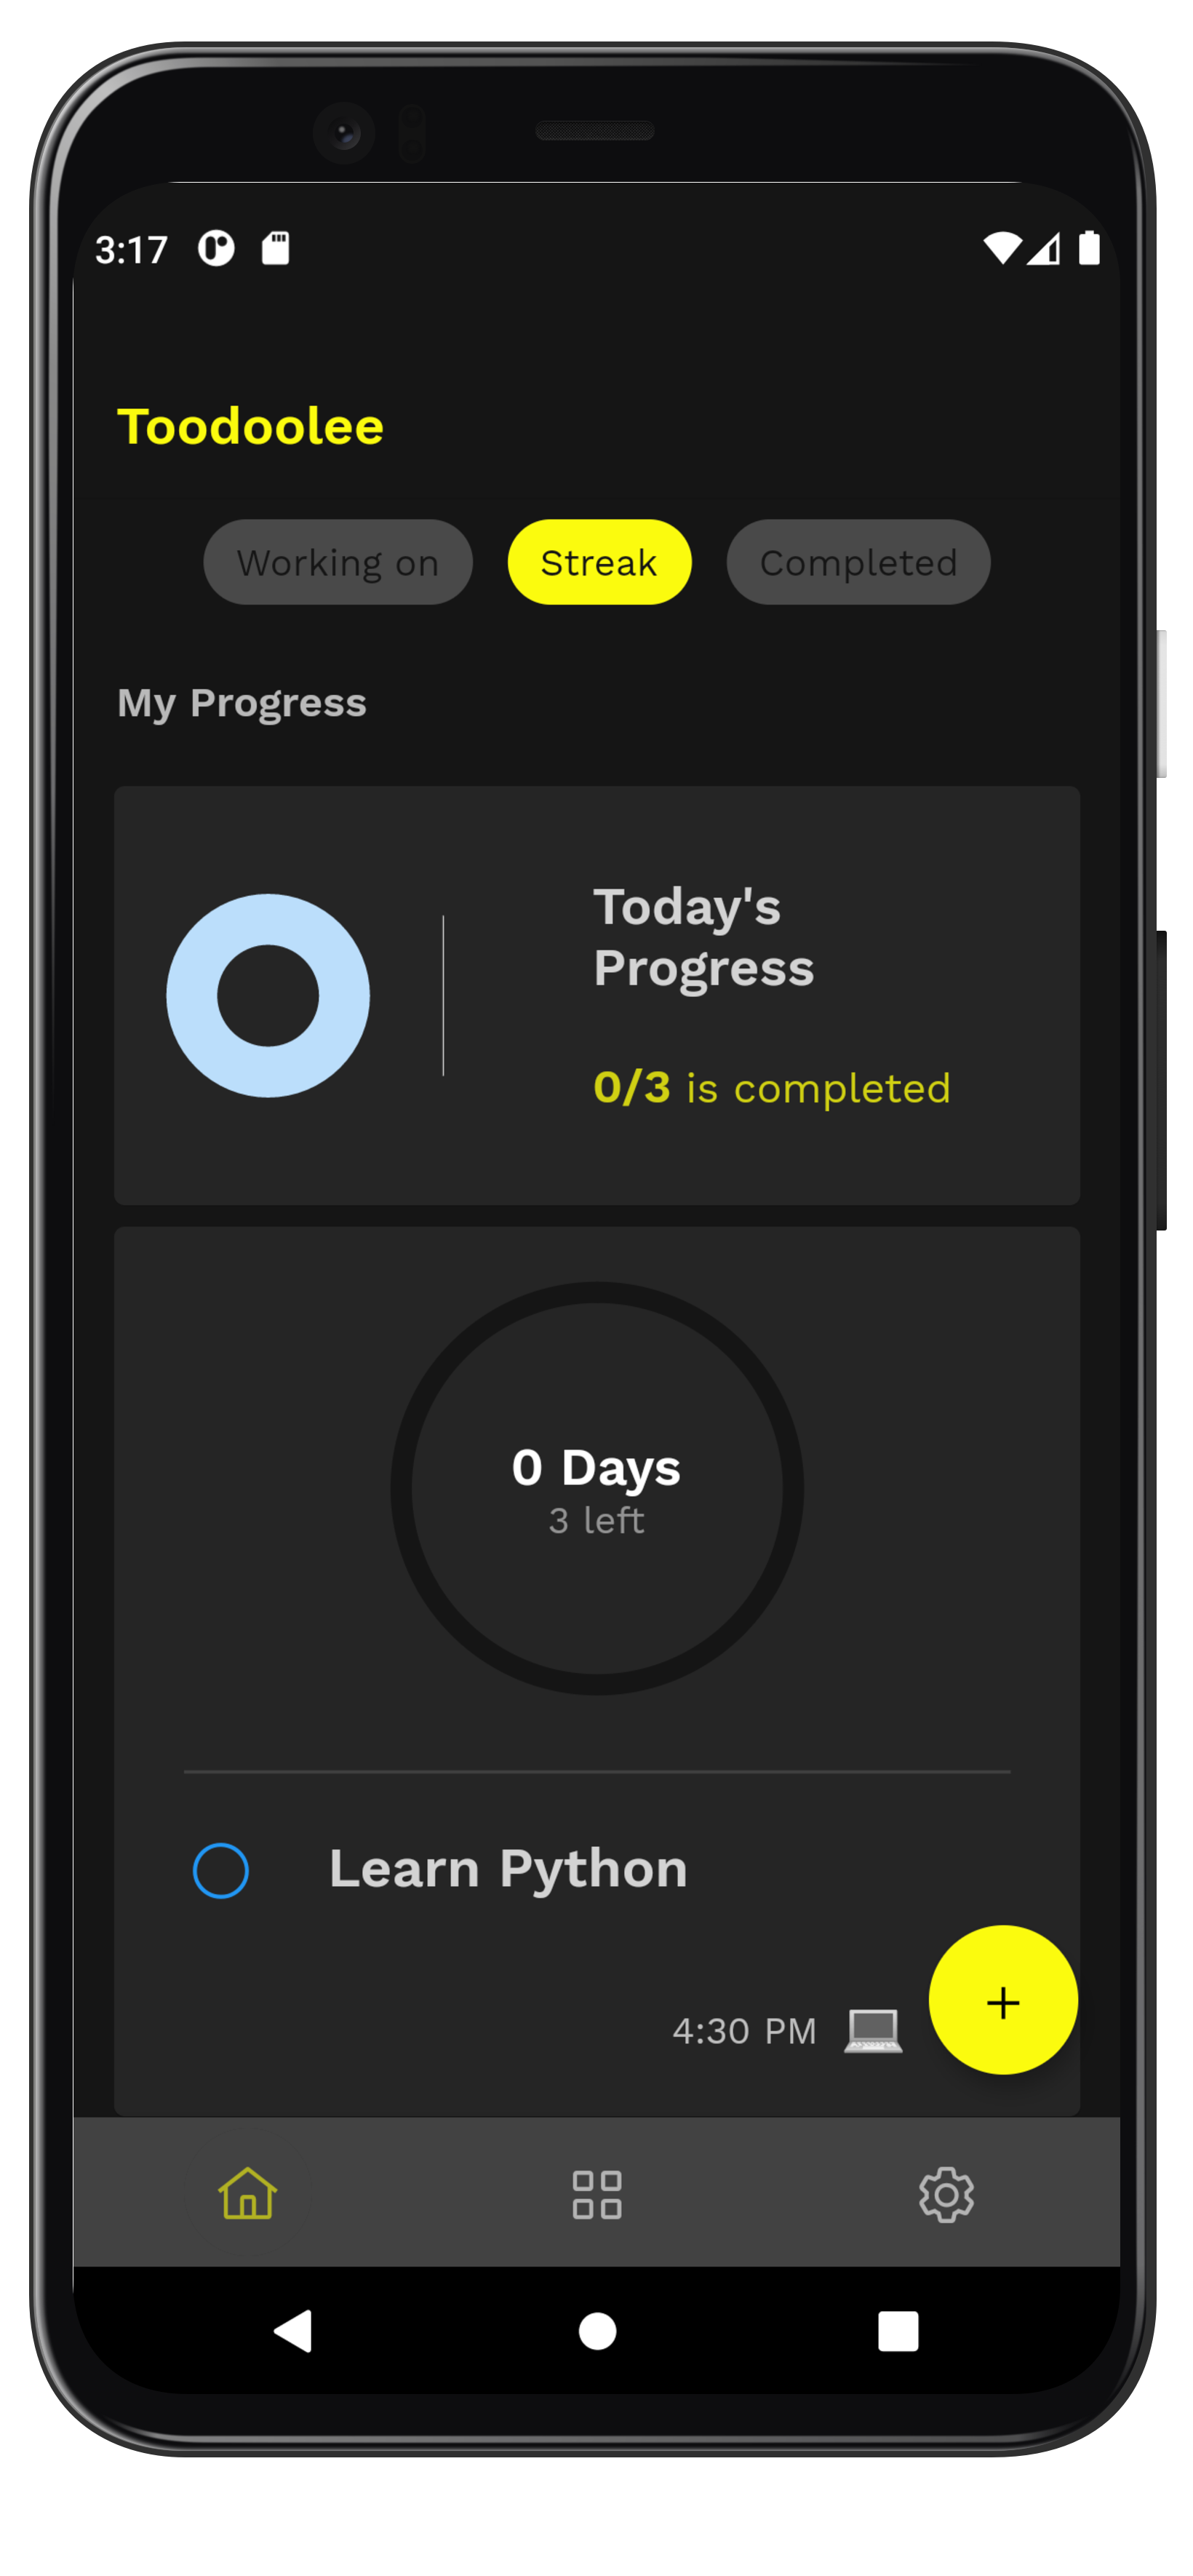 3:17
Toodoolee
Working on
Streak
Completed
My Progress
Today's
Progress
0/3 is completed
0 Days
3 left
Learn Python
4:30 PM
+